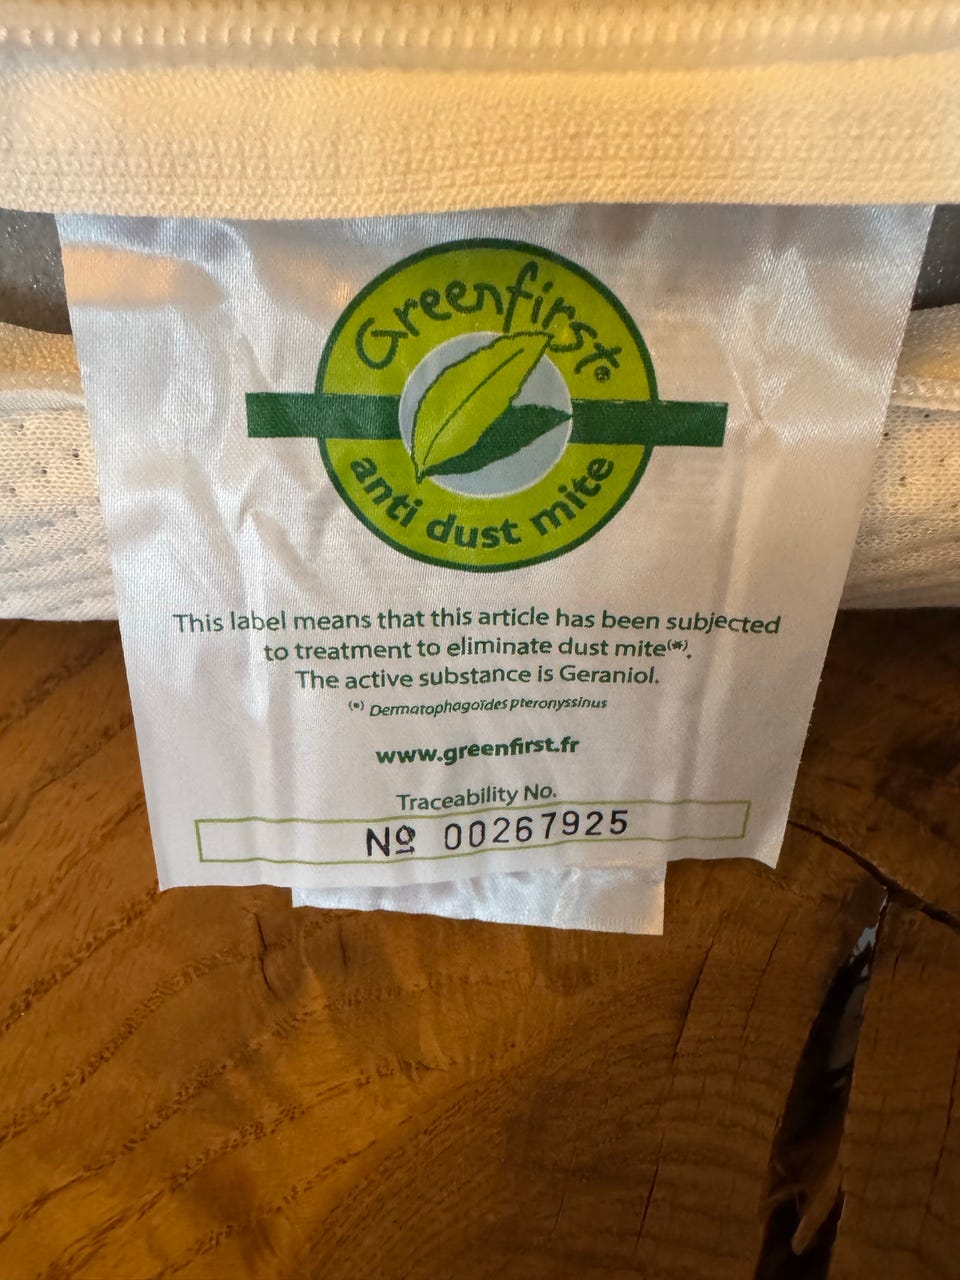 Greenfirst®
anti dust mite
This label means that this article has been subjected
to treatment to eliminate dust mite(*).
The active substance is Geraniol.
(*) Dermatophagoïdes pteronyssinus
www.greenfirst.fr
Traceability No.
Nº 00267925